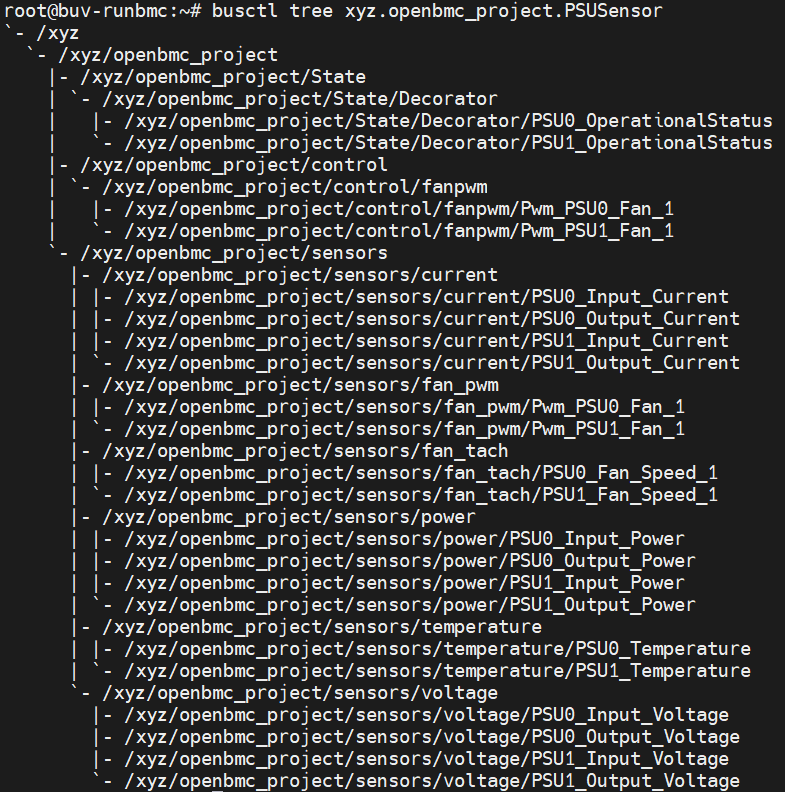 root@buv-runbmc:~# busctl tree xyz.openbmc_project.PSUSensor
`- /xyz
  `- /xyz/openbmc_project
    |- /xyz/openbmc_project/State
    | `- /xyz/openbmc_project/State/Decorator
    |   |- /xyz/openbmc_project/State/Decorator/PSU0_OperationalStatus
    |   `- /xyz/openbmc_project/State/Decorator/PSU1_OperationalStatus
    |- /xyz/openbmc_project/control
    | `- /xyz/openbmc_project/control/fanpwm
    |   |- /xyz/openbmc_project/control/fanpwm/Pwm_PSU0_Fan_1
    |   `- /xyz/openbmc_project/control/fanpwm/Pwm_PSU1_Fan_1
    `- /xyz/openbmc_project/sensors
      |- /xyz/openbmc_project/sensors/current
      | |- /xyz/openbmc_project/sensors/current/PSU0_Input_Current
      | |- /xyz/openbmc_project/sensors/current/PSU0_Output_Current
      | |- /xyz/openbmc_project/sensors/current/PSU1_Input_Current
      | `- /xyz/openbmc_project/sensors/current/PSU1_Output_Current
      |- /xyz/openbmc_project/sensors/fan_pwm
      | |- /xyz/openbmc_project/sensors/fan_pwm/Pwm_PSU0_Fan_1
      | `- /xyz/openbmc_project/sensors/fan_pwm/Pwm_PSU1_Fan_1
      |- /xyz/openbmc_project/sensors/fan_tach
      | |- /xyz/openbmc_project/sensors/fan_tach/PSU0_Fan_Speed_1
      | `- /xyz/openbmc_project/sensors/fan_tach/PSU1_Fan_Speed_1
      |- /xyz/openbmc_project/sensors/power
      | |- /xyz/openbmc_project/sensors/power/PSU0_Input_Power
      | |- /xyz/openbmc_project/sensors/power/PSU0_Output_Power
      | |- /xyz/openbmc_project/sensors/power/PSU1_Input_Power
      | `- /xyz/openbmc_project/sensors/power/PSU1_Output_Power
      |- /xyz/openbmc_project/sensors/temperature
      | |- /xyz/openbmc_project/sensors/temperature/PSU0_Temperature
      | `- /xyz/openbmc_project/sensors/temperature/PSU1_Temperature
      `- /xyz/openbmc_project/sensors/voltage
        |- /xyz/openbmc_project/sensors/voltage/PSU0_Input_Voltage
        |- /xyz/openbmc_project/sensors/voltage/PSU0_Output_Voltage
        |- /xyz/openbmc_project/sensors/voltage/PSU1_Input_Voltage
        `- /xyz/openbmc_project/sensors/voltage/PSU1_Output_Voltage